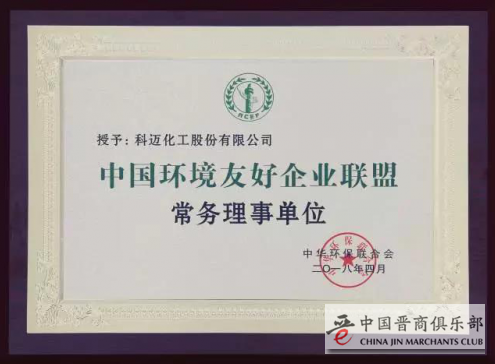 授予：科迈化工股份有限公司
中国环境友好企业联盟
常务理事单位
中华环保联合会
二〇一八年四月
中国晋商俱乐部
CHINA JIN MARCHANTS CLUB